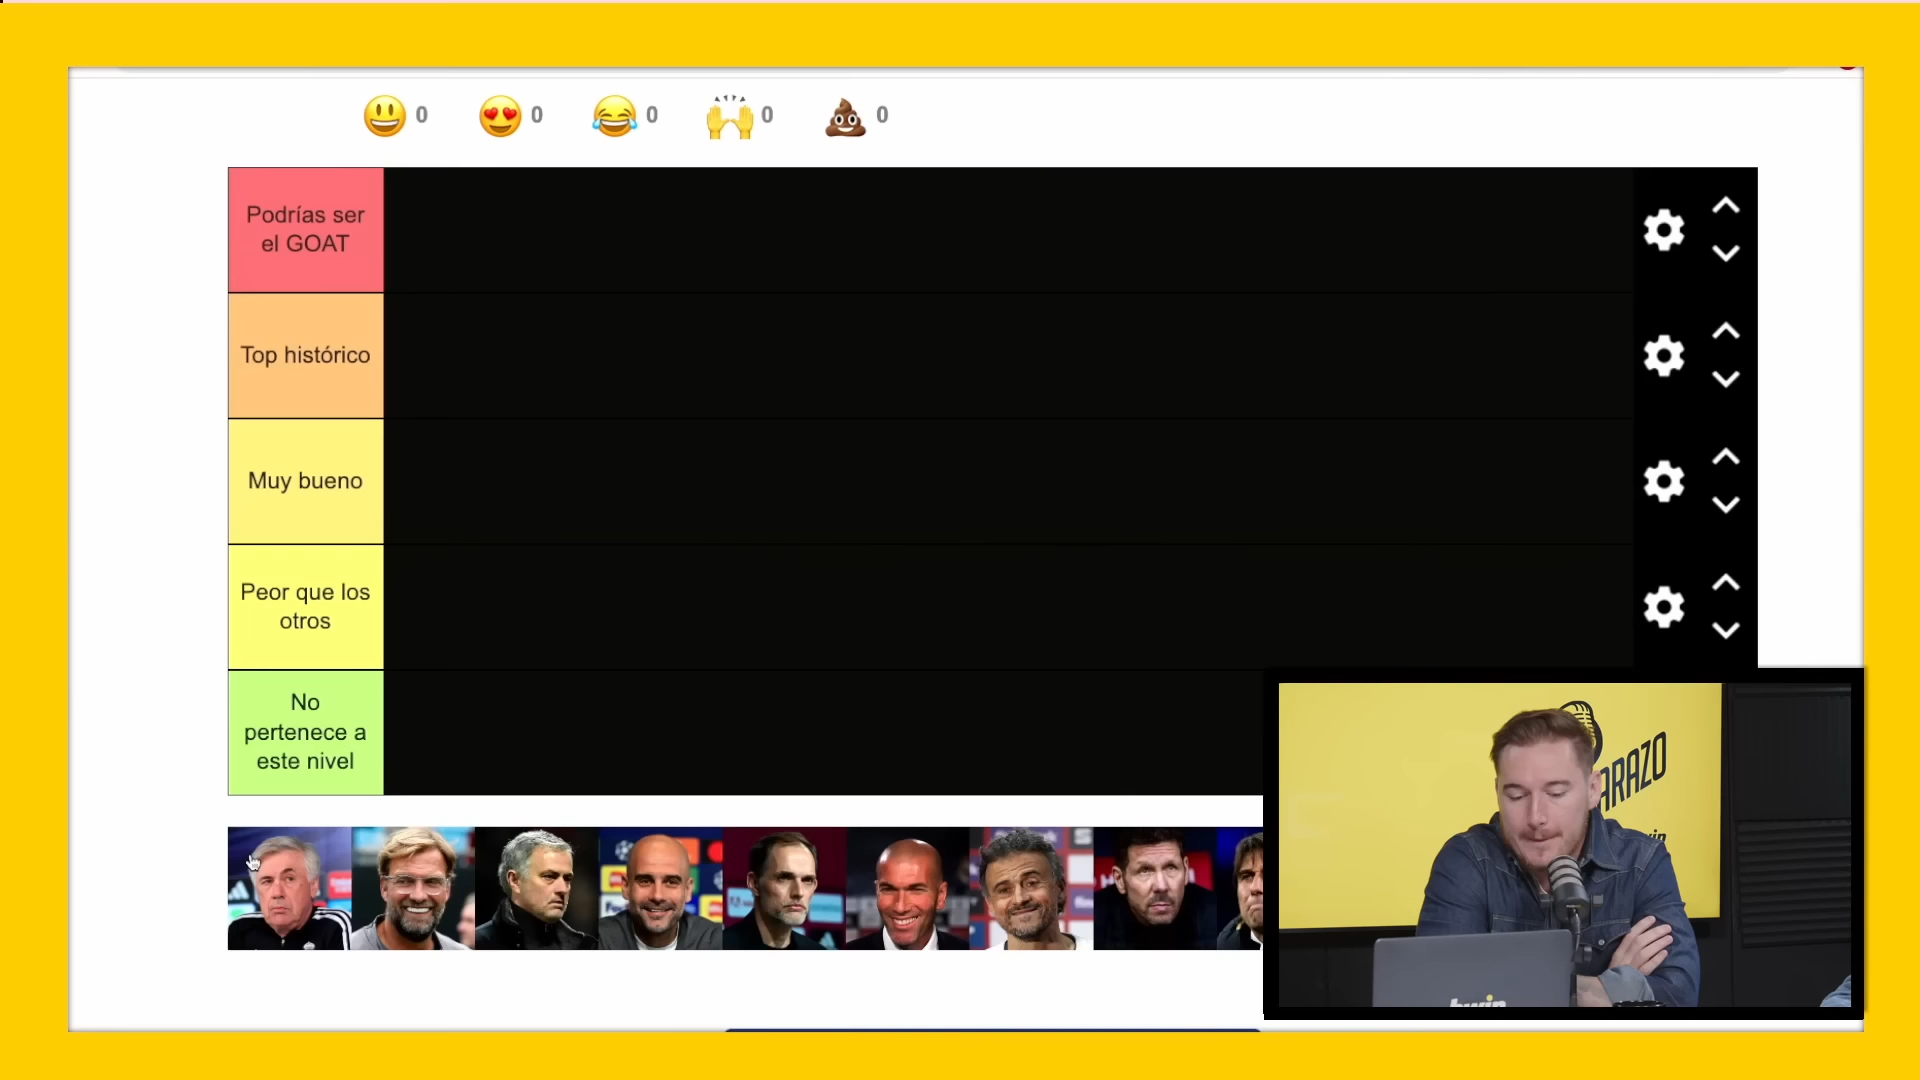 0 0 0 0 0
Podrías ser
el GOAT
Top histórico
Muy bueno
Peor que los
otros
No
pertenece a
este nivel
ARAZO
bwin